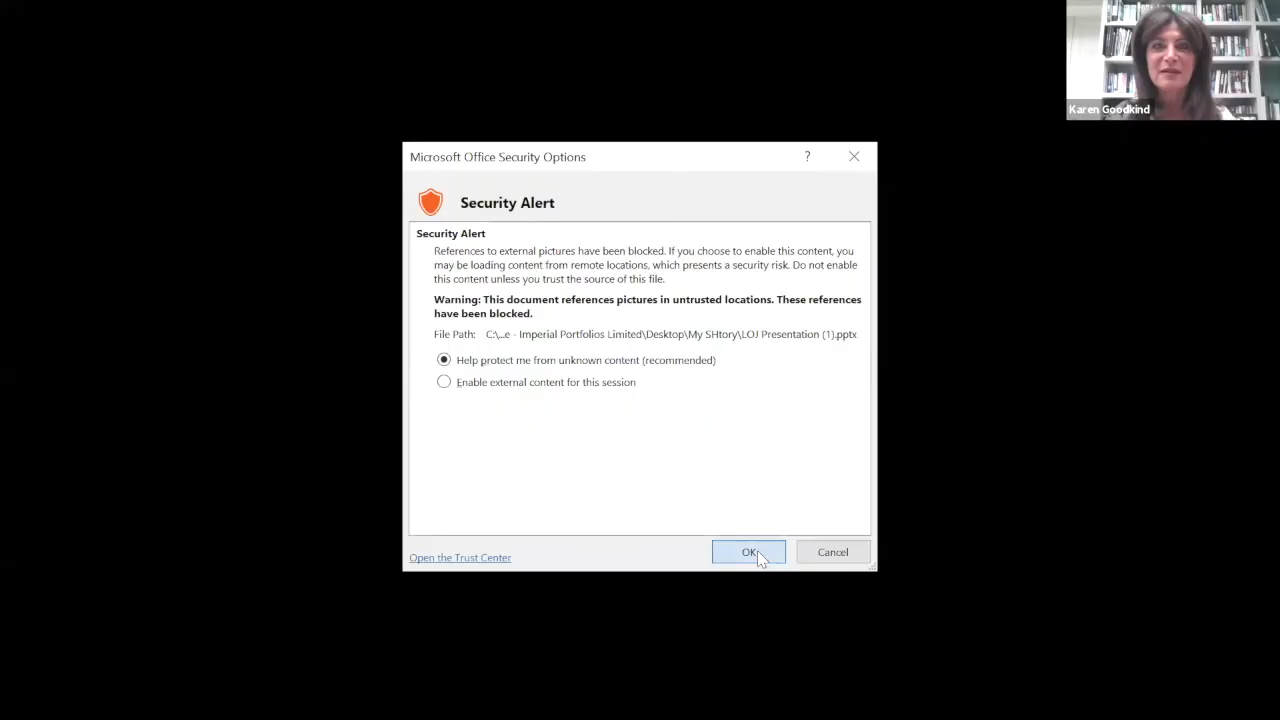 Karen Goodkind
Microsoft Office Security Options
?
Security Alert
Security Alert
References to external pictures have been blocked. If you choose to enable this content, you
may be loading content from remote locations, which presents a security risk. Do not enable
this content unless you trust the source of this file.
Warning: This document references pictures in untrusted locations. These references
have been blocked.
File Path: C:\...e - Imperial Portfolios Limited\Desktop\My SHtory\LOJ Presentation (1).pptx
Help protect me from unknown content (recommended)
Enable external content for this session
Open the Trust Center
OK
Cancel